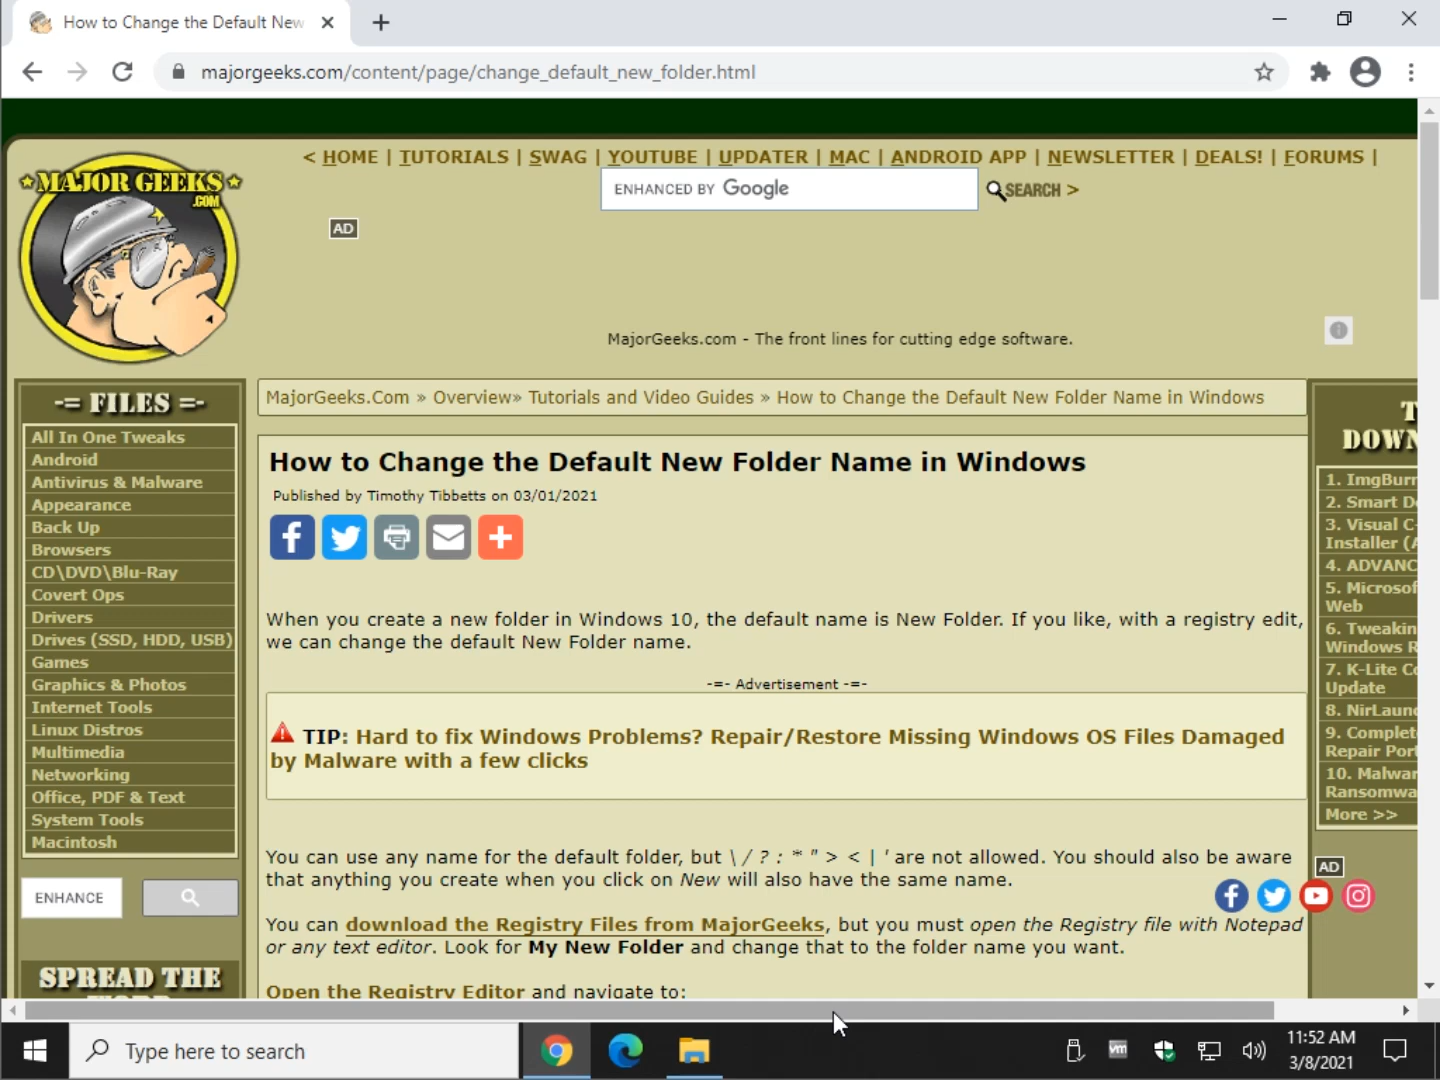 How to Change the Default New
majorgeeks.com/content/page/change_default_new_folder.html
MAJOR GEEKS
.COM
< HOME | TUTORIALS | SWAG | YOUTUBE | UPDATER | MAC | ANDROID APP | NEWSLETTER | DEALS! | FORUMS |
ENHANCED BY Google
SEARCH >
AD
MajorGeeks.com - The front lines for cutting edge software.
-= FILES =-
All In One Tweaks
Android
Antivirus & Malware
Appearance
Back Up
Browsers
CD\DVD\Blu-Ray
Covert Ops
Drivers
Drives (SSD, HDD, USB)
Games
Graphics & Photos
Internet Tools
Linux Distros
Multimedia
Networking
Office, PDF & Text
System Tools
Macintosh
ENHANCE
SPREAD THE
MajorGeeks.Com » Overview» Tutorials and Video Guides » How to Change the Default New Folder Name in Windows
How to Change the Default New Folder Name in Windows
Published by Timothy Tibbetts on 03/01/2021
When you create a new folder in Windows 10, the default name is New Folder. If you like, with a registry edit,
we can change the default New Folder name.
-=- Advertisement -=-
TIP: Hard to fix Windows Problems? Repair/Restore Missing Windows OS Files Damaged
by Malware with a few clicks
You can use any name for the default folder, but \ / ? : * " > < | ' are not allowed. You should also be aware
that anything you create when you click on New will also have the same name.
You can download the Registry Files from MajorGeeks, but you must open the Registry file with Notepad
or any text editor. Look for My New Folder and change that to the folder name you want.
Open the Registry Editor and navigate to:
T
DOWN
1. ImgBurn
2. Smart De
3. Visual C-
Installer (A
4. ADVANC
5. Microsof
Web
6. Tweakin
Windows R
7. K-Lite Co
Update
8. NirLaunc
9. Complet
Repair Port
10. Malwar
Ransomwa
More >>
AD
Type here to search
vm
11:52 AM
3/8/2021